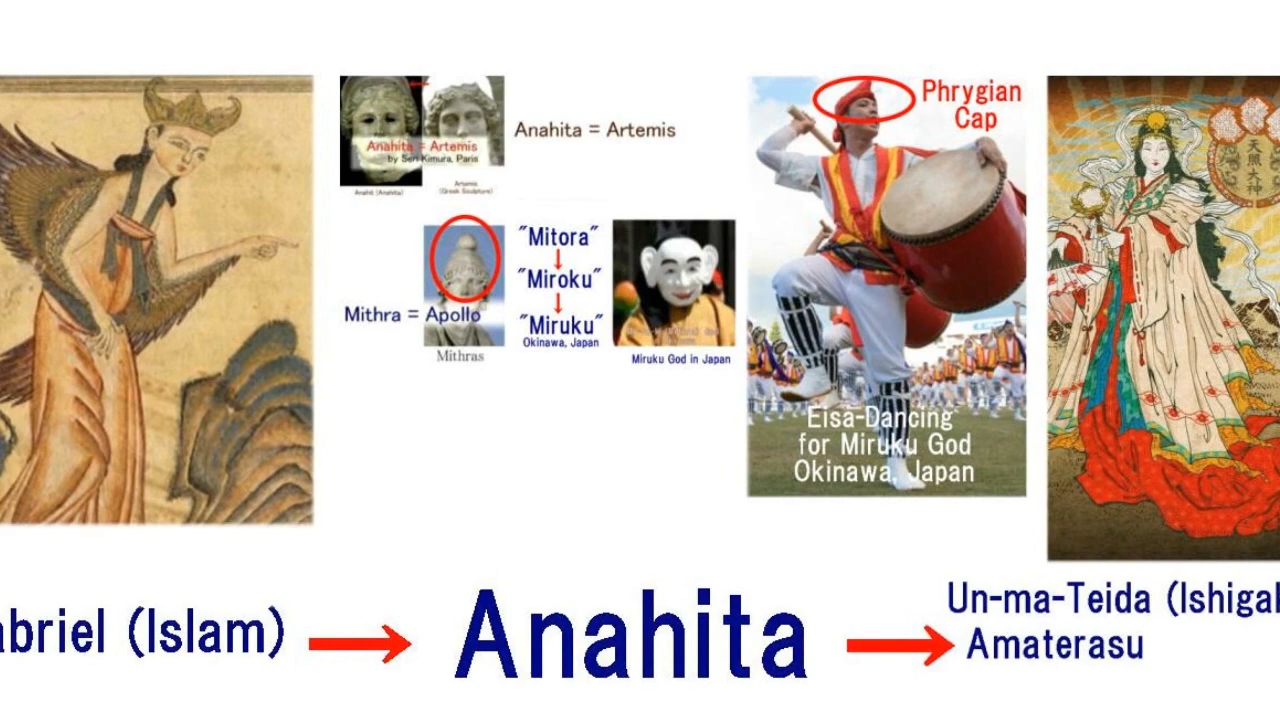 Anahita = Artemis
by Seri Kimura, Paris
Anahit (Anahita)
Artemis
(Greek Sculpture)
Anahita = Artemis
Mithra = Apollo
Mithras
"Mitora"
↓
"Miroku"
↓
"Miruku"
Okinawa, Japan
Miruku God in Japan
Phrygian
Cap
Eisa-Dancing
for Miruku God
Okinawa, Japan
天照
大神
abriel (Islam)
→
Anahita
→
Un-ma-Teida (Ishigal
Amaterasu